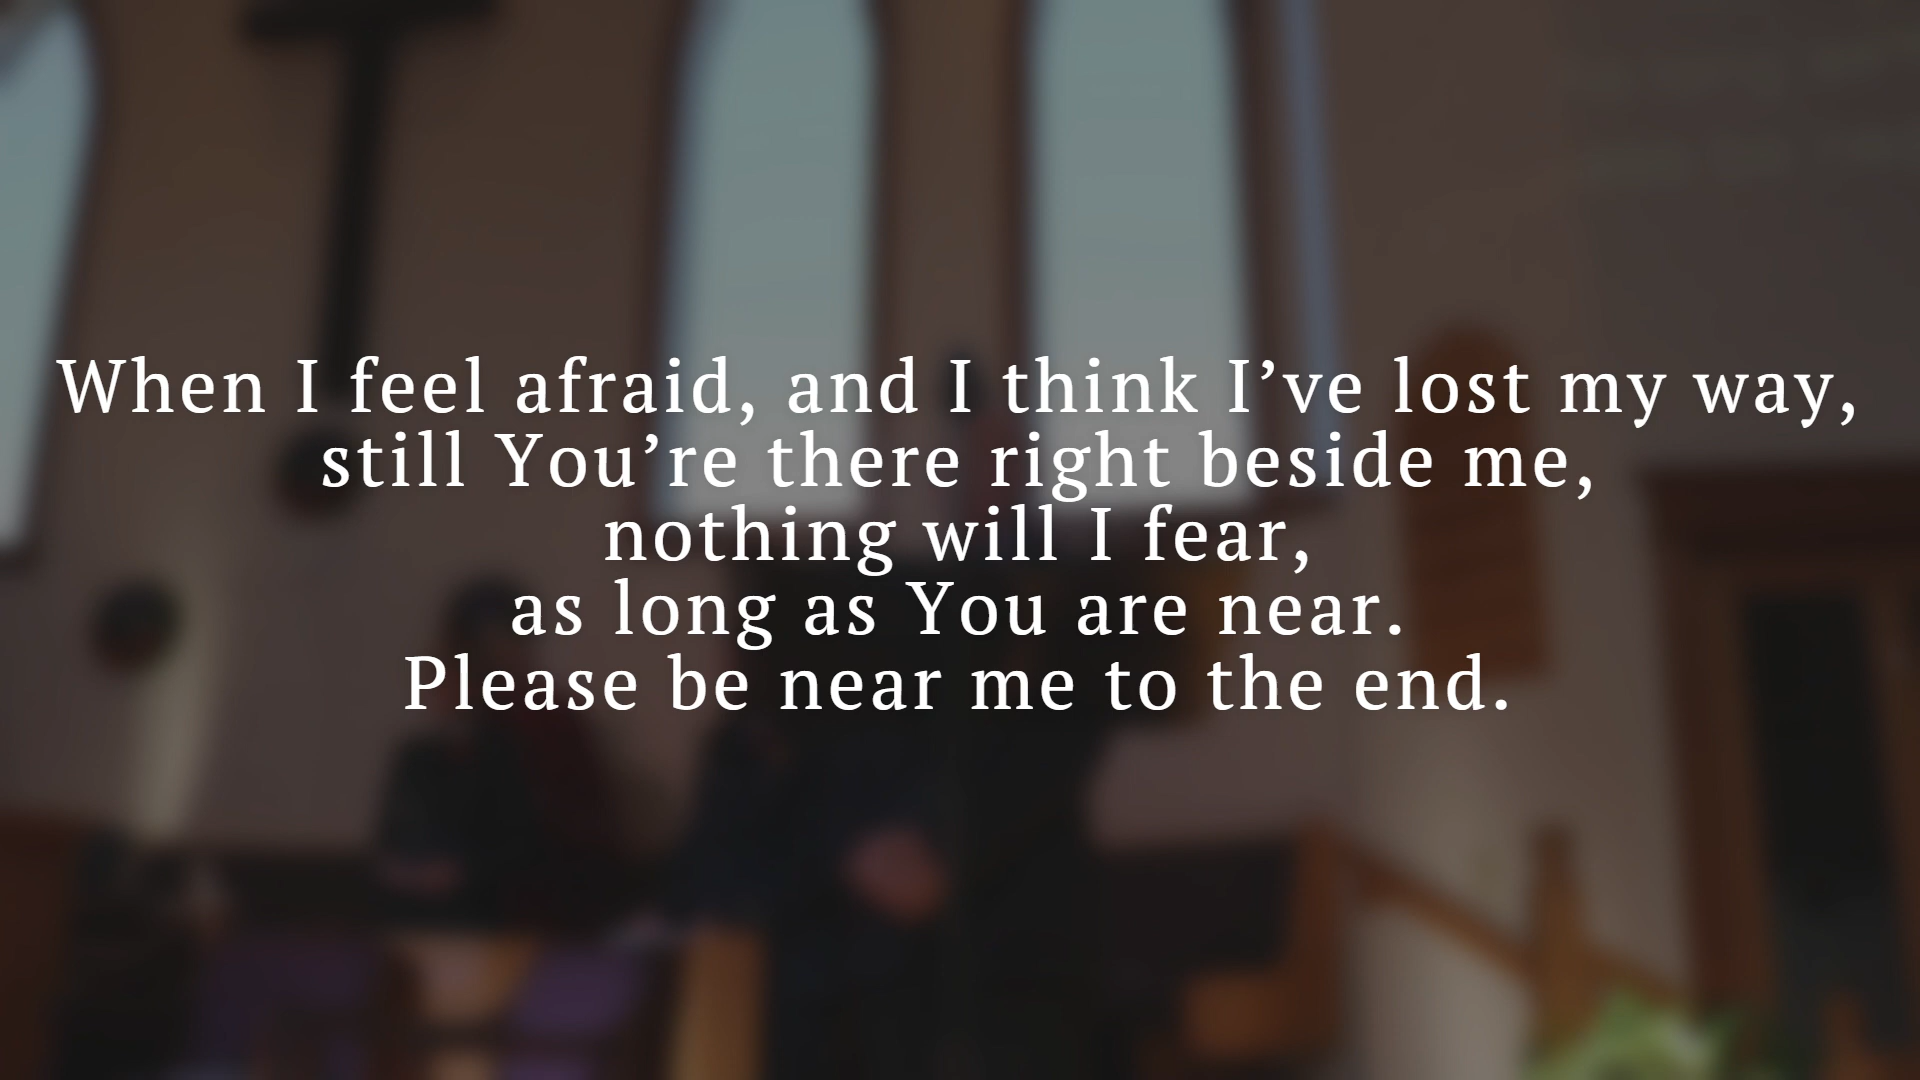 When I feel afraid, and I think I’ve lost my way,
still You’re there right beside me,
nothing will I fear,
as long as You are near.
Please be near me to the end.